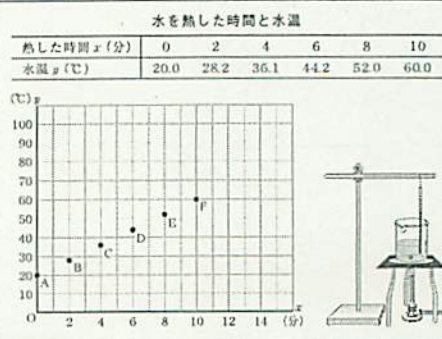 水を熱した時間と水温
熱した時間 x (分) 0 2 4 6 8 10
水温 y (℃) 20.0 28.2 36.1 44.2 52.0 60.0
(℃) y
100
90
80
70
60
50
40
30
20
10
O
A
B
C
D
E
F
2 4 6 8 10 12 14 (分)
x